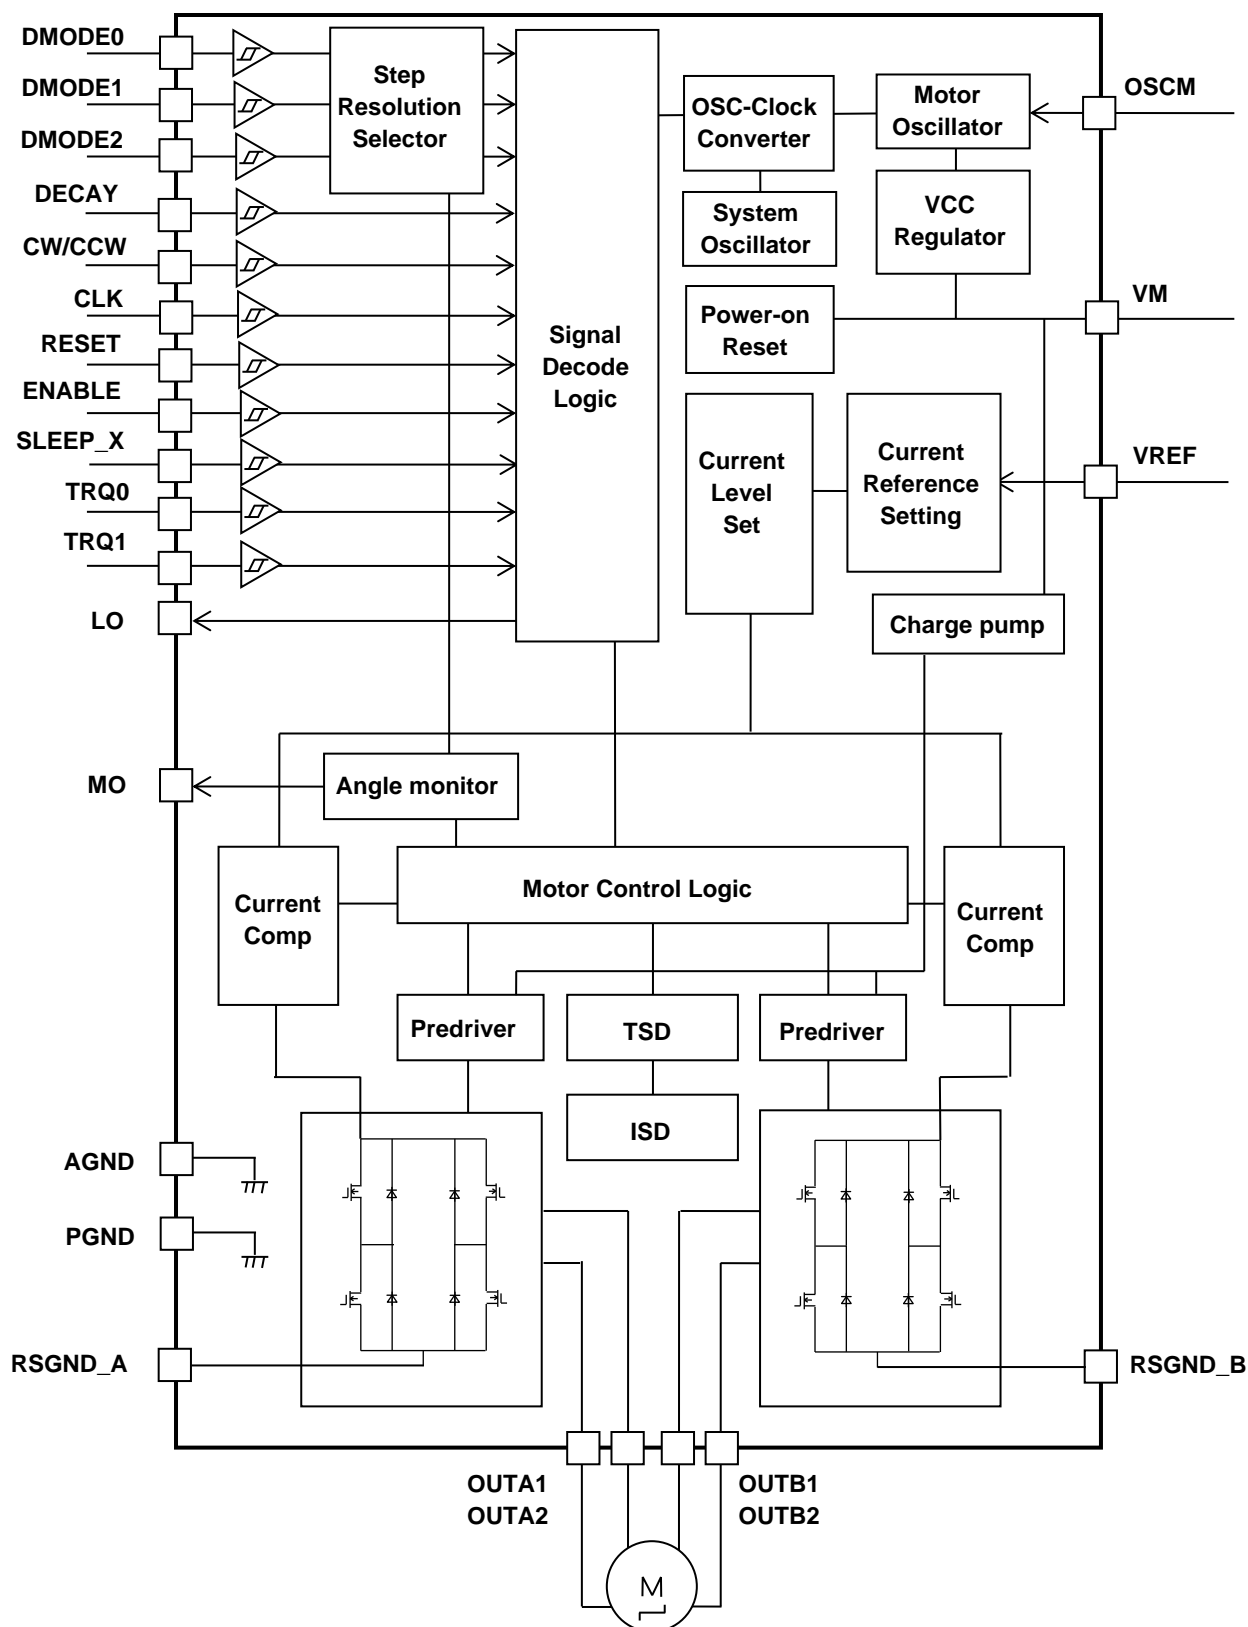 DMODE0
DMODE1
DMODE2
DECAY
CW/CCW
CLK
RESET
ENABLE
SLEEP_X
TRQ0
TRQ1
LO
MO
AGND
PGND
RSGND_A
Step
Resolution
Selector
Signal
Decode
Logic
OSC-Clock
Converter
Motor
Oscillator
System
Oscillator
VCC
Regulator
Power-on
Reset
Current
Level
Set
Current
Reference
Setting
Charge pump
OSCM
VM
VREF
Angle monitor
Motor Control Logic
Current
Comp
Current
Comp
Predriver
TSD
Predriver
ISD
RSGND_B
OUTA1
OUTA2
OUTB1
OUTB2
M